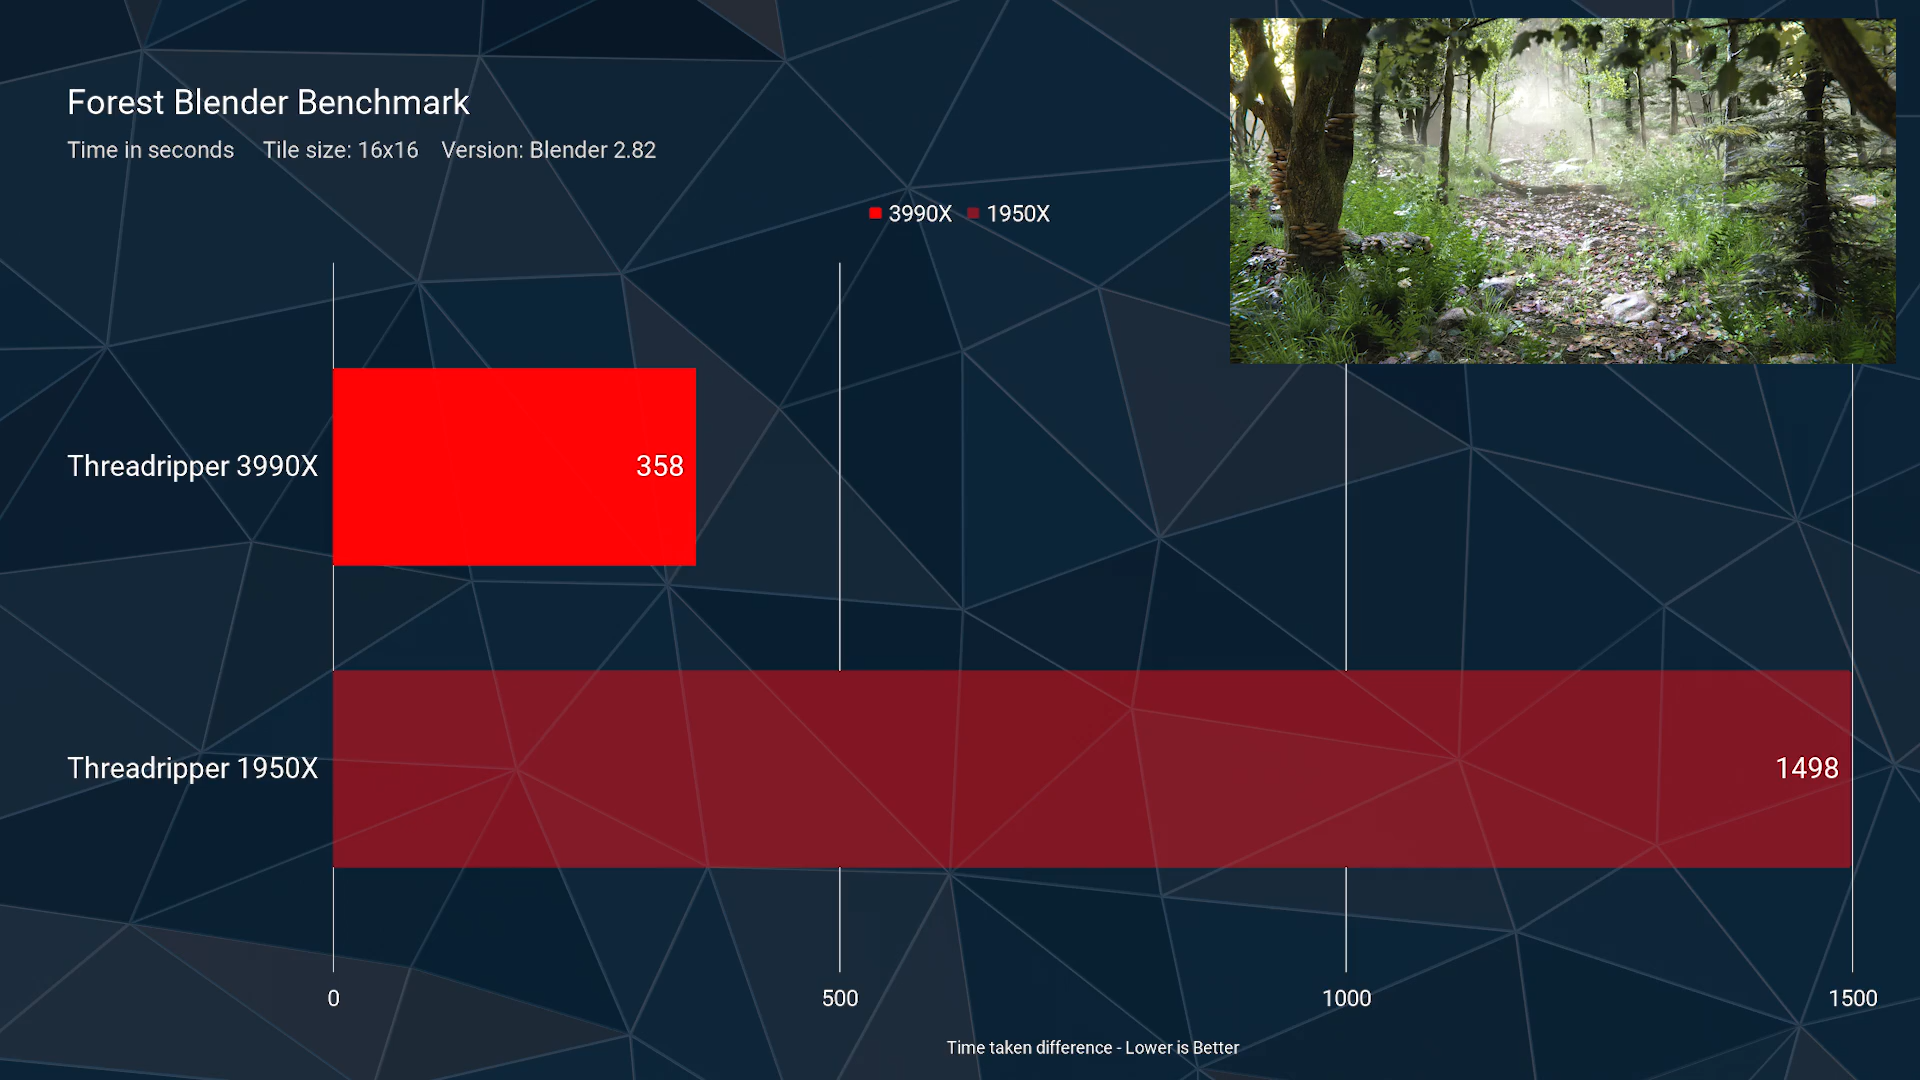 Forest Blender Benchmark
Time in seconds Tile size: 16x16 Version: Blender 2.82
3990X 1950X
Threadripper 3990X 358
Threadripper 1950X 1498
0 500 1000 1500
Time taken difference - Lower is Better